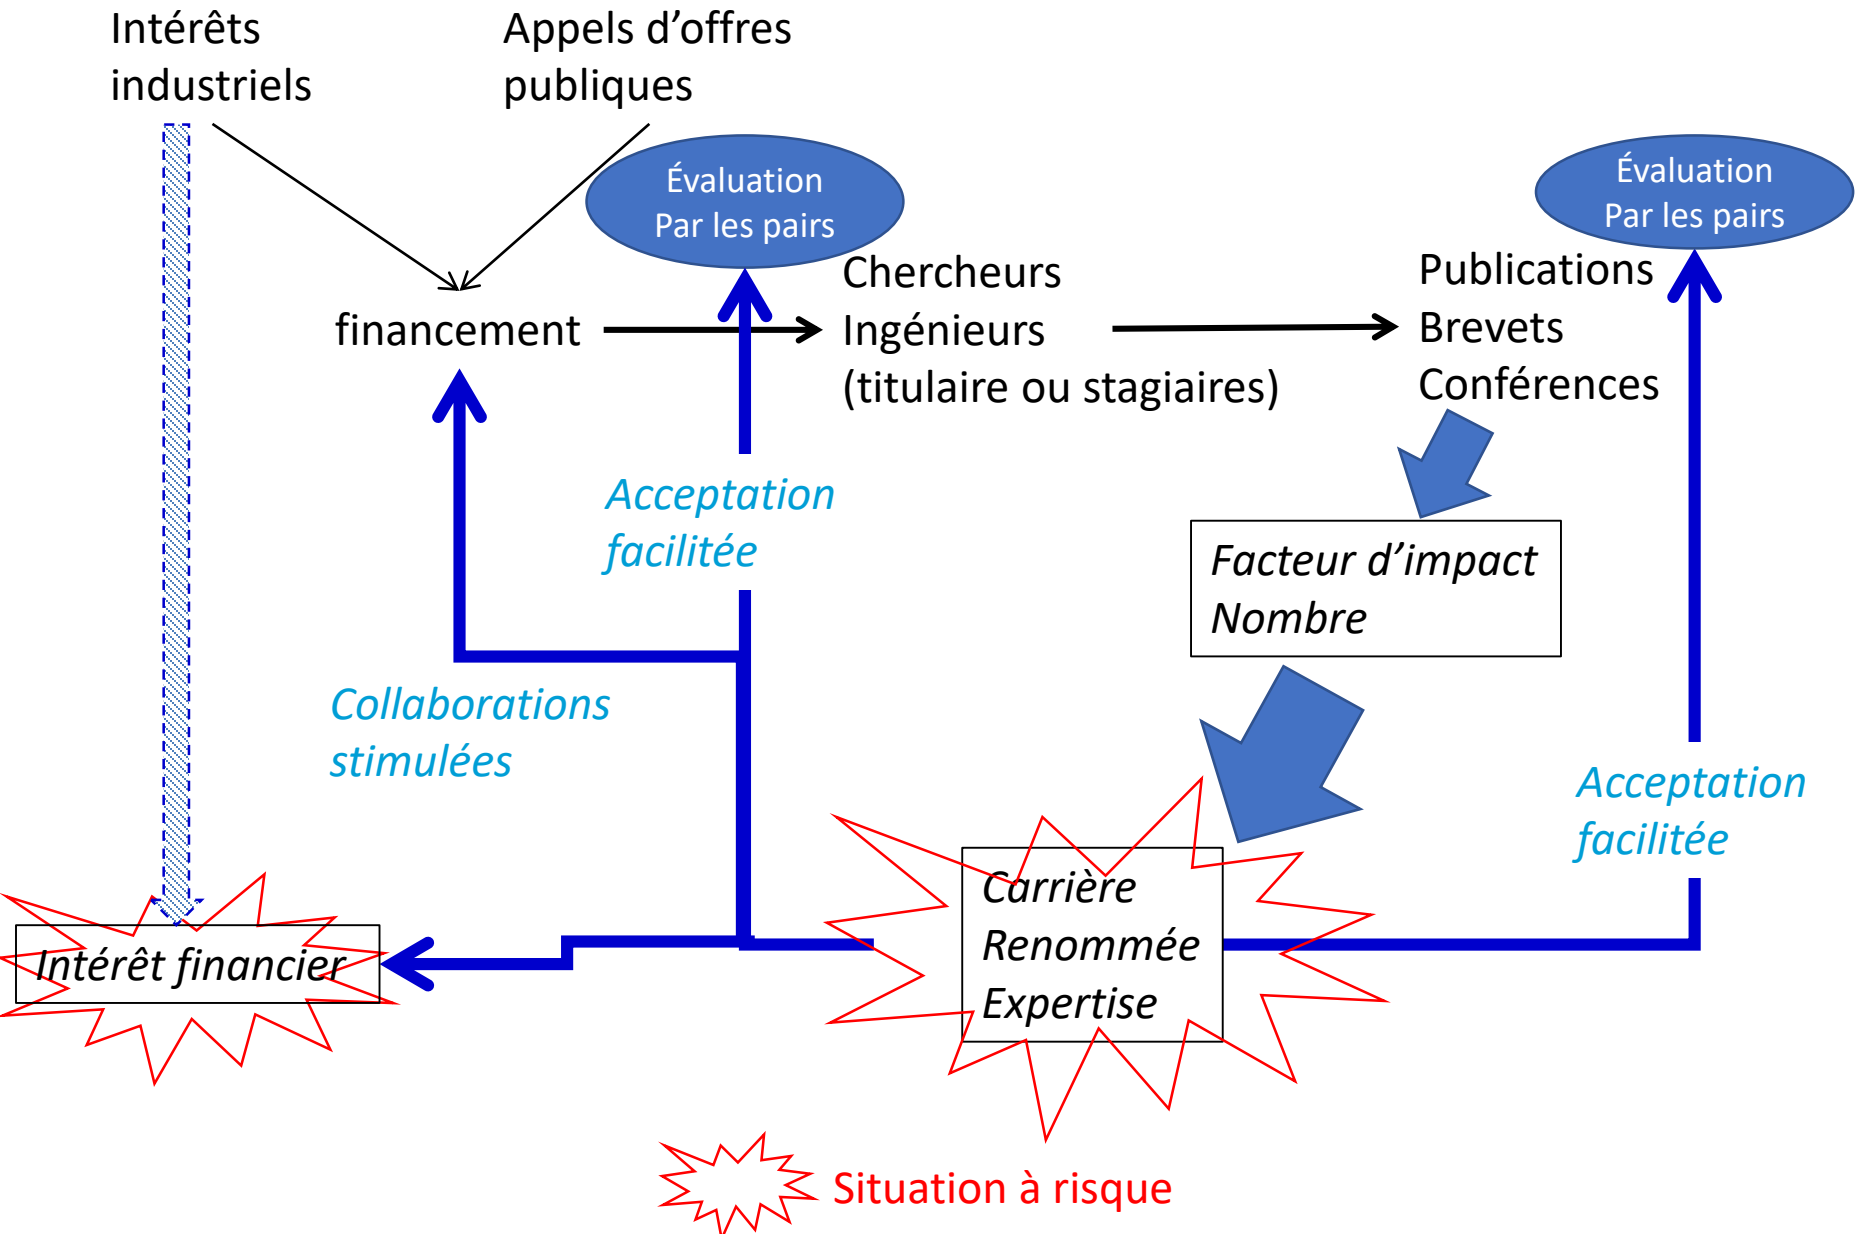 Intérêts
industriels
Appels d’offres
publiques
Évaluation
Par les pairs
Évaluation
Par les pairs
financement
Chercheurs
Ingénieurs
(titulaire ou stagiaires)
Publications
Brevets
Conférences
Acceptation
facilitée
Facteur d’impact
Nombre
Collaborations
stimulées
Acceptation
facilitée
Carrière
Renommée
Expertise
Intérêt financier
Situation à risque